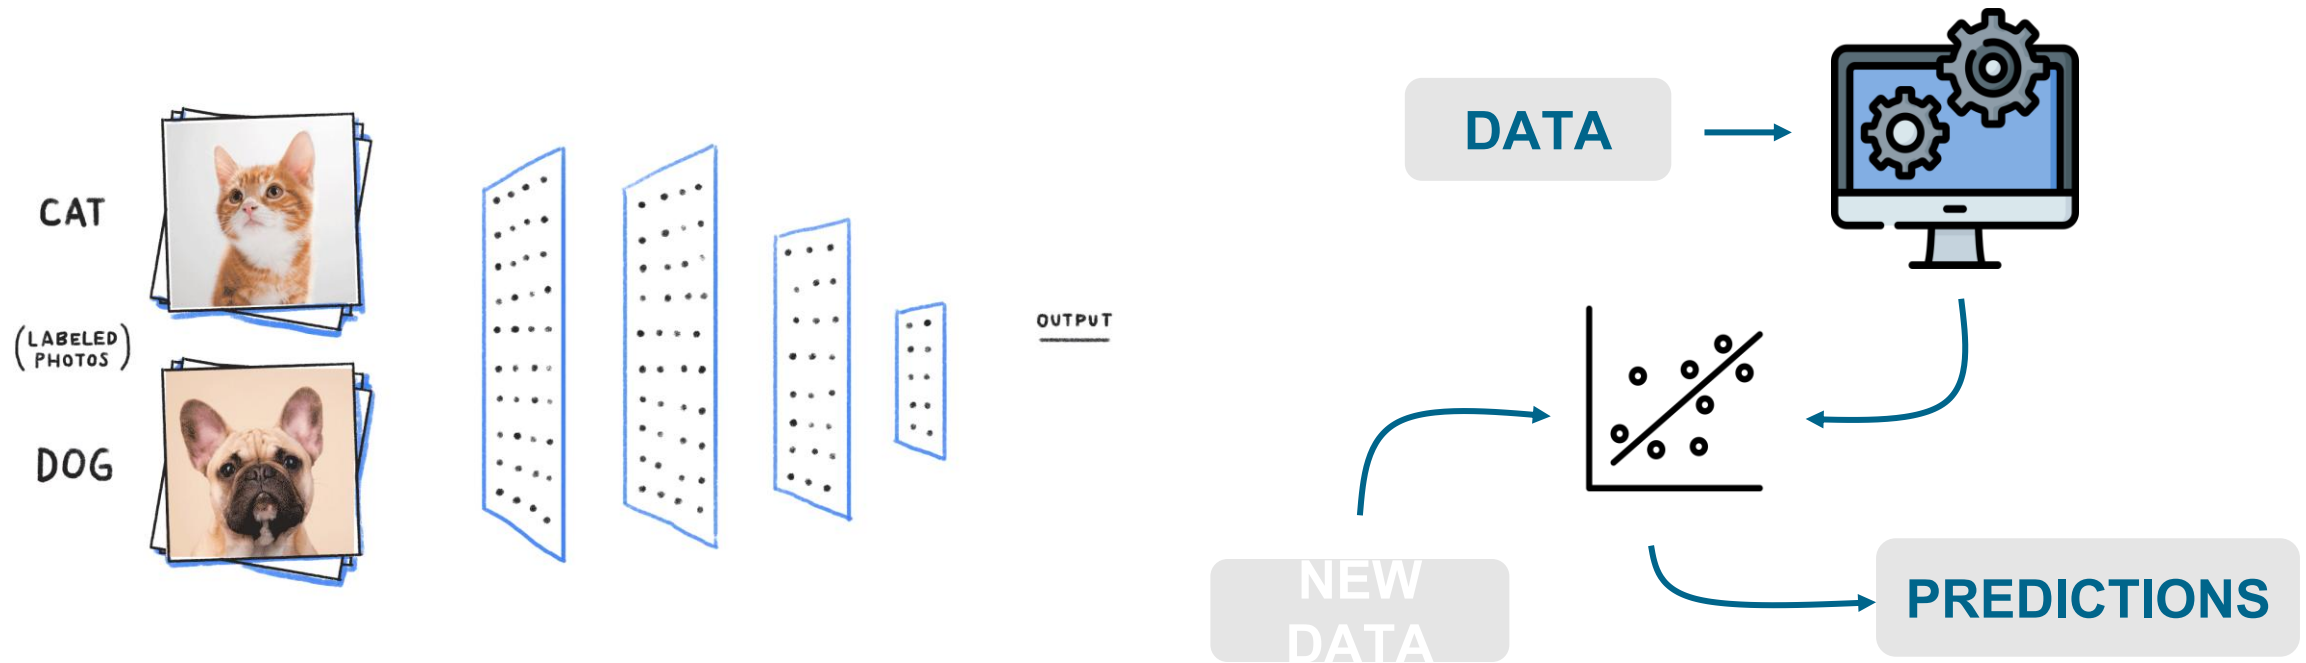 CAT
(LABELED
PHOTOS)
DOG
OUTPUT
DATA
NEW
DATA
PREDICTIONS